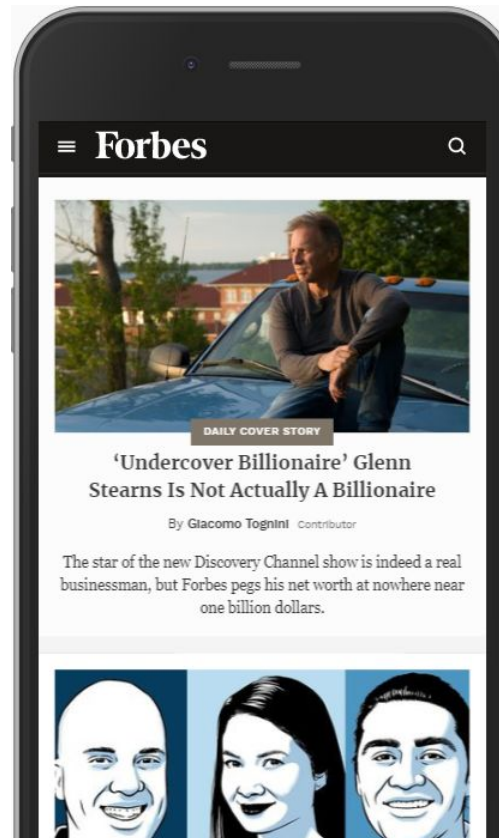 Forbes
DAILY COVER STORY
‘Undercover Billionaire’ Glenn
Stearns Is Not Actually A Billionaire
By Giacomo Tognini Contributor
The star of the new Discovery Channel show is indeed a real
businessman, but Forbes pegs his net worth at nowhere near
one billion dollars.